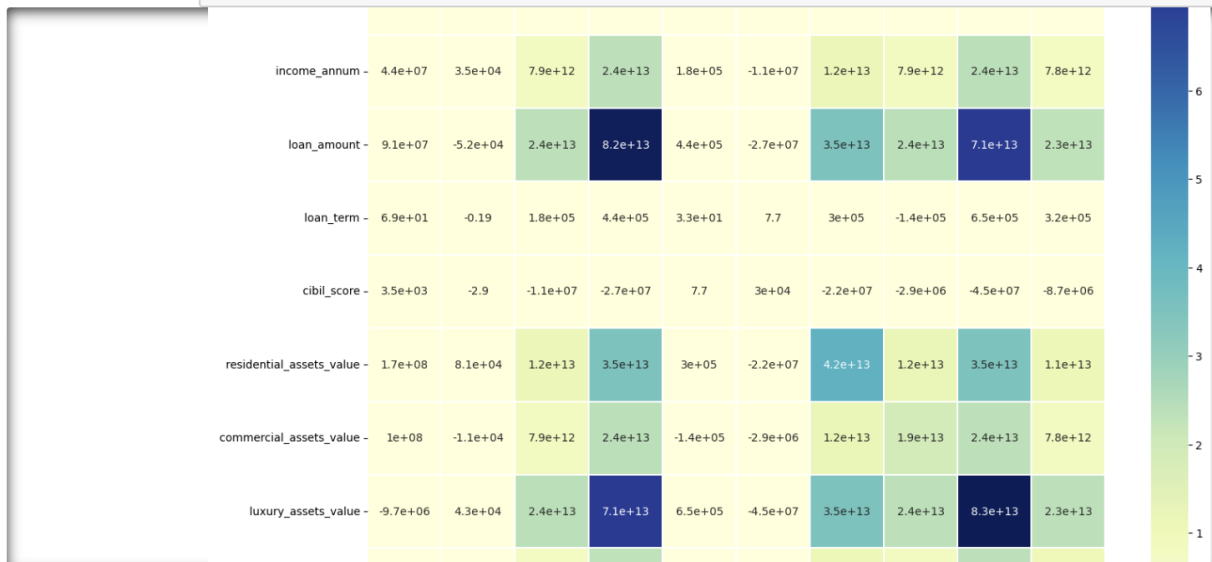 income_annum 4.4e+07 3.5e+04 7.9e+12 2.4e+13 1.8e+05 -1.1e+07 1.2e+13 7.9e+12 2.4e+13 7.8e+12
6
loan_amount 9.1e+07 -5.2e+04 2.4e+13 8.2e+13 4.4e+05 -2.7e+07 3.5e+13 2.4e+13 7.1e+13 2.3e+13
5
loan_term 6.9e+01 -0.19 1.8e+05 4.4e+05 3.3e+01 7.7 3e+05 -1.4e+05 6.5e+05 3.2e+05
4
cibil_score 3.5e+03 -2.9 -1.1e+07 -2.7e+07 7.7 3e+04 -2.2e+07 -2.9e+06 -4.5e+07 -8.7e+06
3
residential_assets_value 1.7e+08 8.1e+04 1.2e+13 3.5e+13 3e+05 -2.2e+07 4.2e+13 1.2e+13 3.5e+13 1.1e+13
commercial_assets_value 1e+08 -1.1e+04 7.9e+12 2.4e+13 -1.4e+05 -2.9e+06 1.2e+13 1.9e+13 2.4e+13 7.8e+12
2
luxury_assets_value -9.7e+06 4.3e+04 2.4e+13 7.1e+13 6.5e+05 -4.5e+07 3.5e+13 2.4e+13 8.3e+13 2.3e+13
1